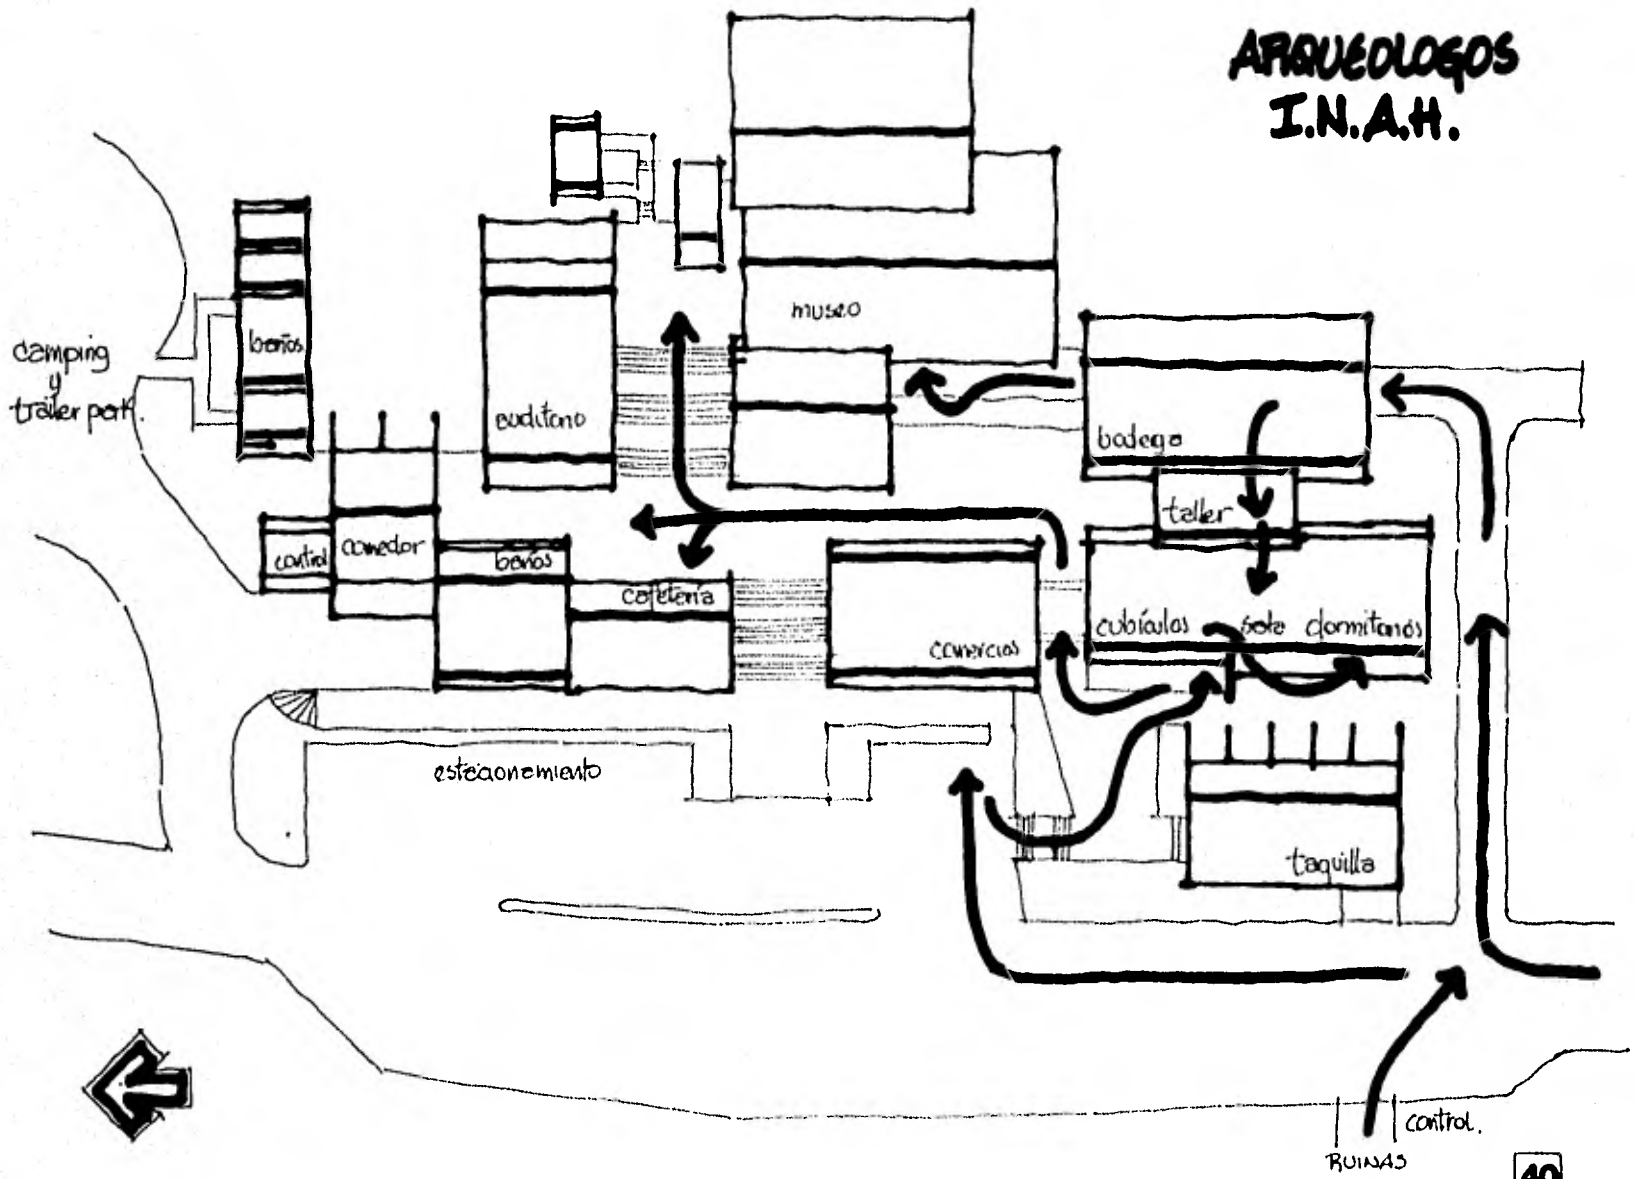 ARQUEOLOGOS
I.N.A.H.
museo
baños
camping
y
trailer park.
auditorio
bodega
taller
control
comedor
baños
cafetería
comercios
cubículos sala dormitorios
estacionamiento
taquilla
control.
RUINAS
40